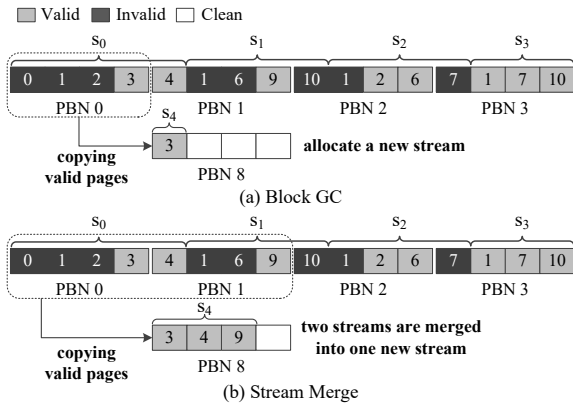 Valid Invalid Clean
s0 s1 s2 s3
0 1 2 3 4 1 6 9 10 1 2 6 7 1 7 10
PBN 0 PBN 1 PBN 2 PBN 3
s4
3
copying
valid pages
allocate a new stream
PBN 8
(a) Block GC
s0 s1 s2 s3
0 1 2 3 4 1 6 9 10 1 2 6 7 1 7 10
PBN 0 PBN 1 PBN 2 PBN 3
s4
3 4 9
copying
valid pages
two streams are merged
into one new stream
PBN 8
(b) Stream Merge